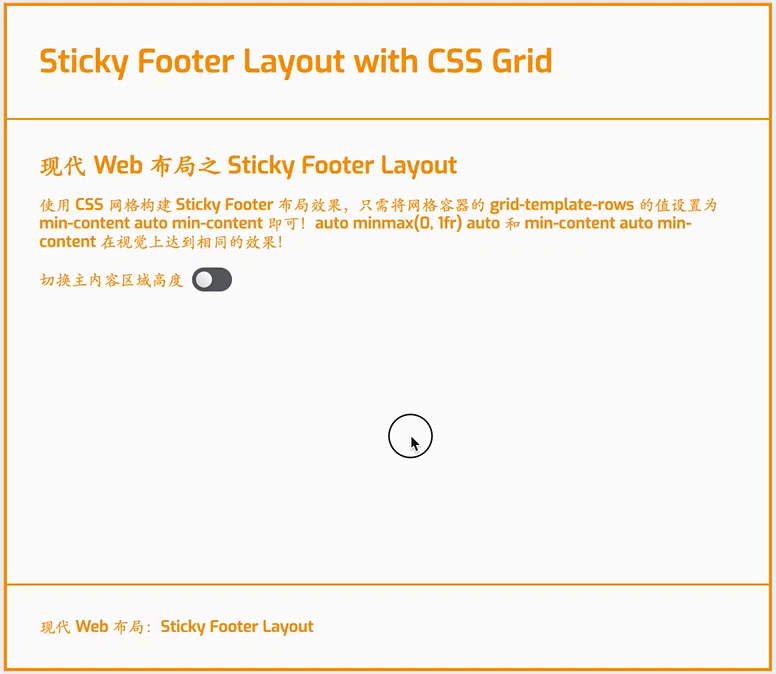 Sticky Footer Layout with CSS Grid
现代 Web 布局之 Sticky Footer Layout
使用 CSS 网格构建 Sticky Footer 布局效果，只需将网格容器的 grid-template-rows 的值设置为
min-content auto min-content 即可！auto minmax(0, 1fr) auto 和 min-content auto min-
content 在视觉上达到相同的效果！
切换主内容区域高度
现代 Web 布局：Sticky Footer Layout